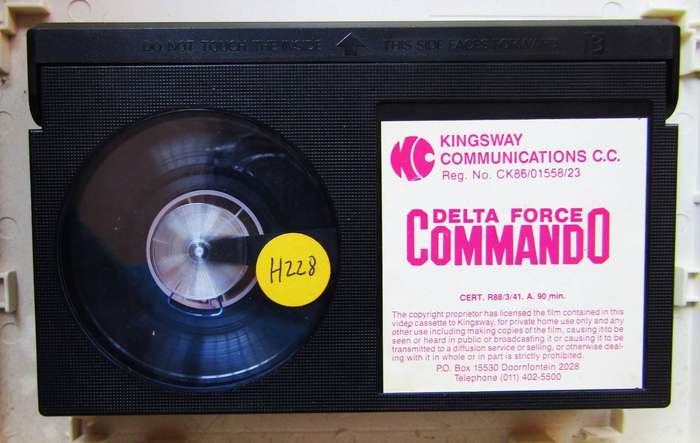 DO NOT TOUCH THE INSIDE
THIS SIDE FACES FORWARD
B
H228
KC
KINGSWAY
COMMUNICATIONS C.C.
Reg. No. CK86/01558/23
DELTA FORCE
COMMANDO
CERT. R88/3/41. A. 90 min.
The copyright proprietor has licensed the film contained in this
video cassette to Kingsway, for private home use only and any
other use including making copies of the film, causing it to be
seen or heard in public or broadcasting it or causing it to be
transmitted to a diffusion service or selling, or otherwise deal-
ing with it in whole or in part is strictly prohibited.
P.O. Box 15530 Doornfontein 2028
Telephone (011) 402-5500